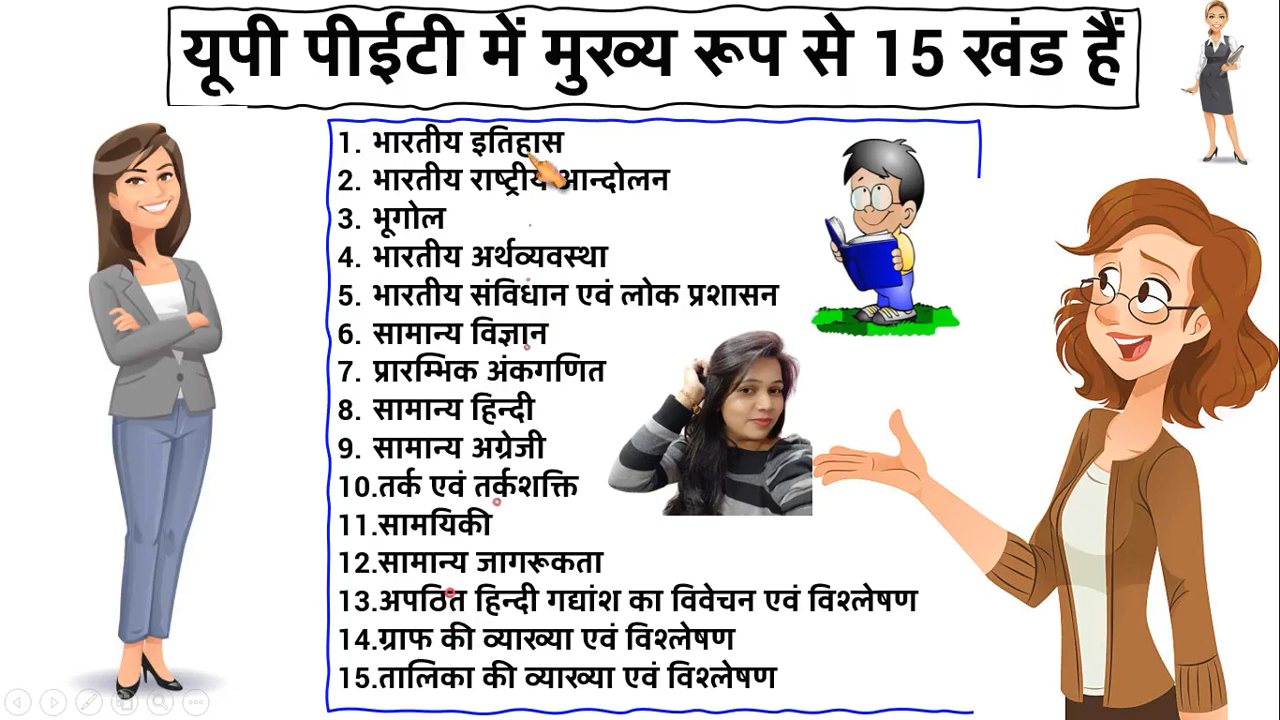 यूपी पीईटी में मुख्य रूप से 15 खंड हैं
1. भारतीय इतिहास
2. भारतीय राष्ट्रीय आन्दोलन
3. भूगोल
4. भारतीय अर्थव्यवस्था
5. भारतीय संविधान एवं लोक प्रशासन
6. सामान्य विज्ञान
7. प्रारम्भिक अंकगणित
8. सामान्य हिन्दी
9. सामान्य अग्रेजी
10.तर्क एवं तर्कशक्ति
11.सामयिकी
12.सामान्य जागरूकता
13.अपठित हिन्दी गद्यांश का विवेचन एवं विश्लेषण
14.ग्राफ की व्याख्या एवं विश्लेषण
15.तालिका की व्याख्या एवं विश्लेषण